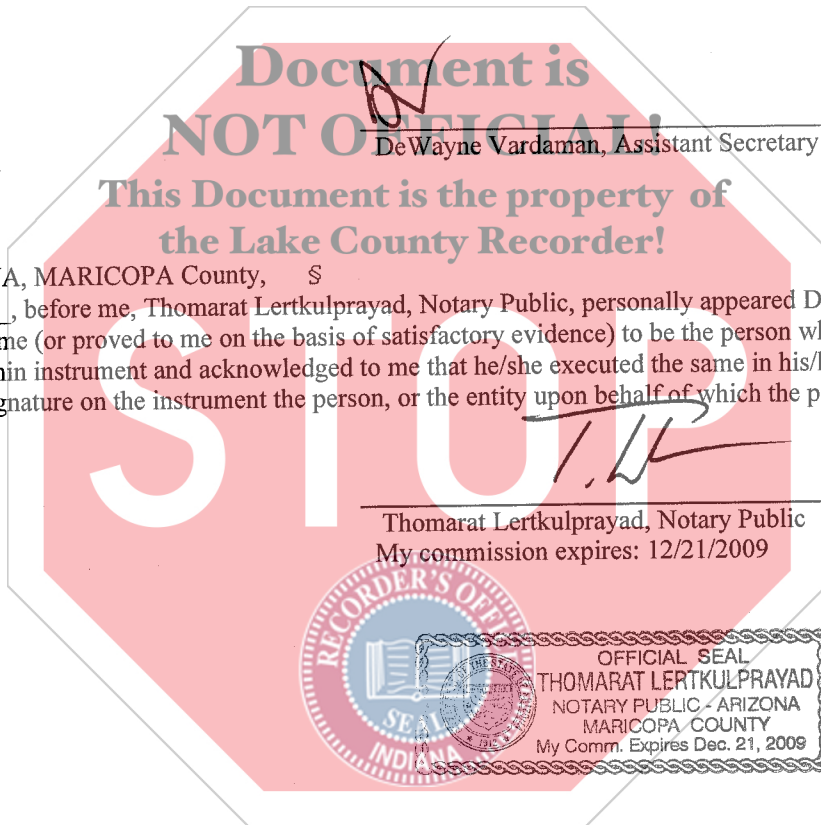 Document is
NOT OFFICIAL!
DeWayne Vardaman, Assistant Secretary
This Document is the property of
the Lake County Recorder!
A, MARICOPA County, §
, before me, Thomarat Lertkulprayad, Notary Public, personally appeared D
me (or proved to me on the basis of satisfactory evidence) to be the person wh
in instrument and acknowledged to me that he/she executed the same in his/
gnature on the instrument the person, or the entity upon behalf of which the p
STOP
Thomarat Lertkulprayad, Notary Public
My commission expires: 12/21/2009
RECORDER'S OFFI
SEAL
INDIANA
OFFICIAL SEAL
THOMARAT LERTKULPRAYAD
NOTARY PUBLIC - ARIZONA
MARICOPA COUNTY
My Comm. Expires Dec. 21, 2009